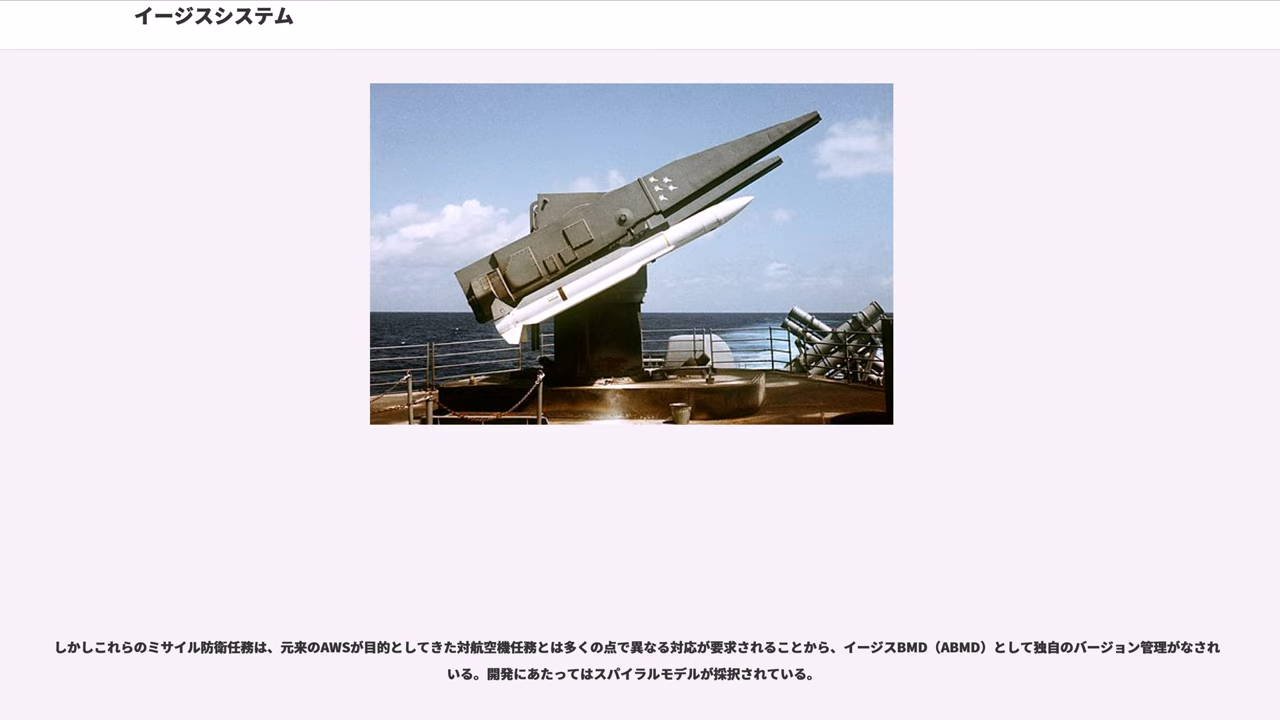 イージスシステム
しかしこれらのミサイル防衛任務は、元来のAWSが目的としてきた対航空機任務とは多くの点で異なる対応が要求されることから、イージスBMD（ABMD）として独自のバージョン管理がなされ
いる。開発にあたってはスパイラルモデルが採択されている。